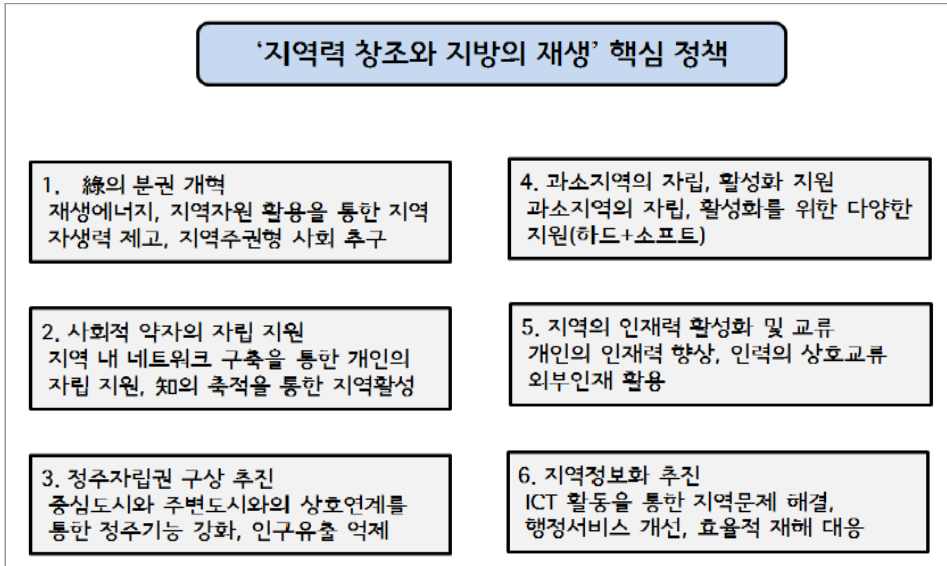 ‘지역력 창조와 지방의 재생’ 핵심 정책
1. 綠의 분권 개혁
재생에너지, 지역자원 활용을 통한 지역
자생력 제고, 지역주권형 사회 추구
2. 사회적 약자의 자립 지원
지역 내 네트워크 구축을 통한 개인의
자립 지원, 知의 축적을 통한 지역활성
3. 정주자립권 구상 추진
중심도시와 주변도시와의 상호연계를
통한 정주기능 강화, 인구유출 억제
4. 과소지역의 자립, 활성화 지원
과소지역의 자립, 활성화를 위한 다양한
지원(하드+소프트)
5. 지역의 인재력 활성화 및 교류
개인의 인재력 향상, 인력의 상호교류
외부인재 활용
6. 지역정보화 추진
ICT 활동을 통한 지역문제 해결,
행정서비스 개선, 효율적 재해 대응